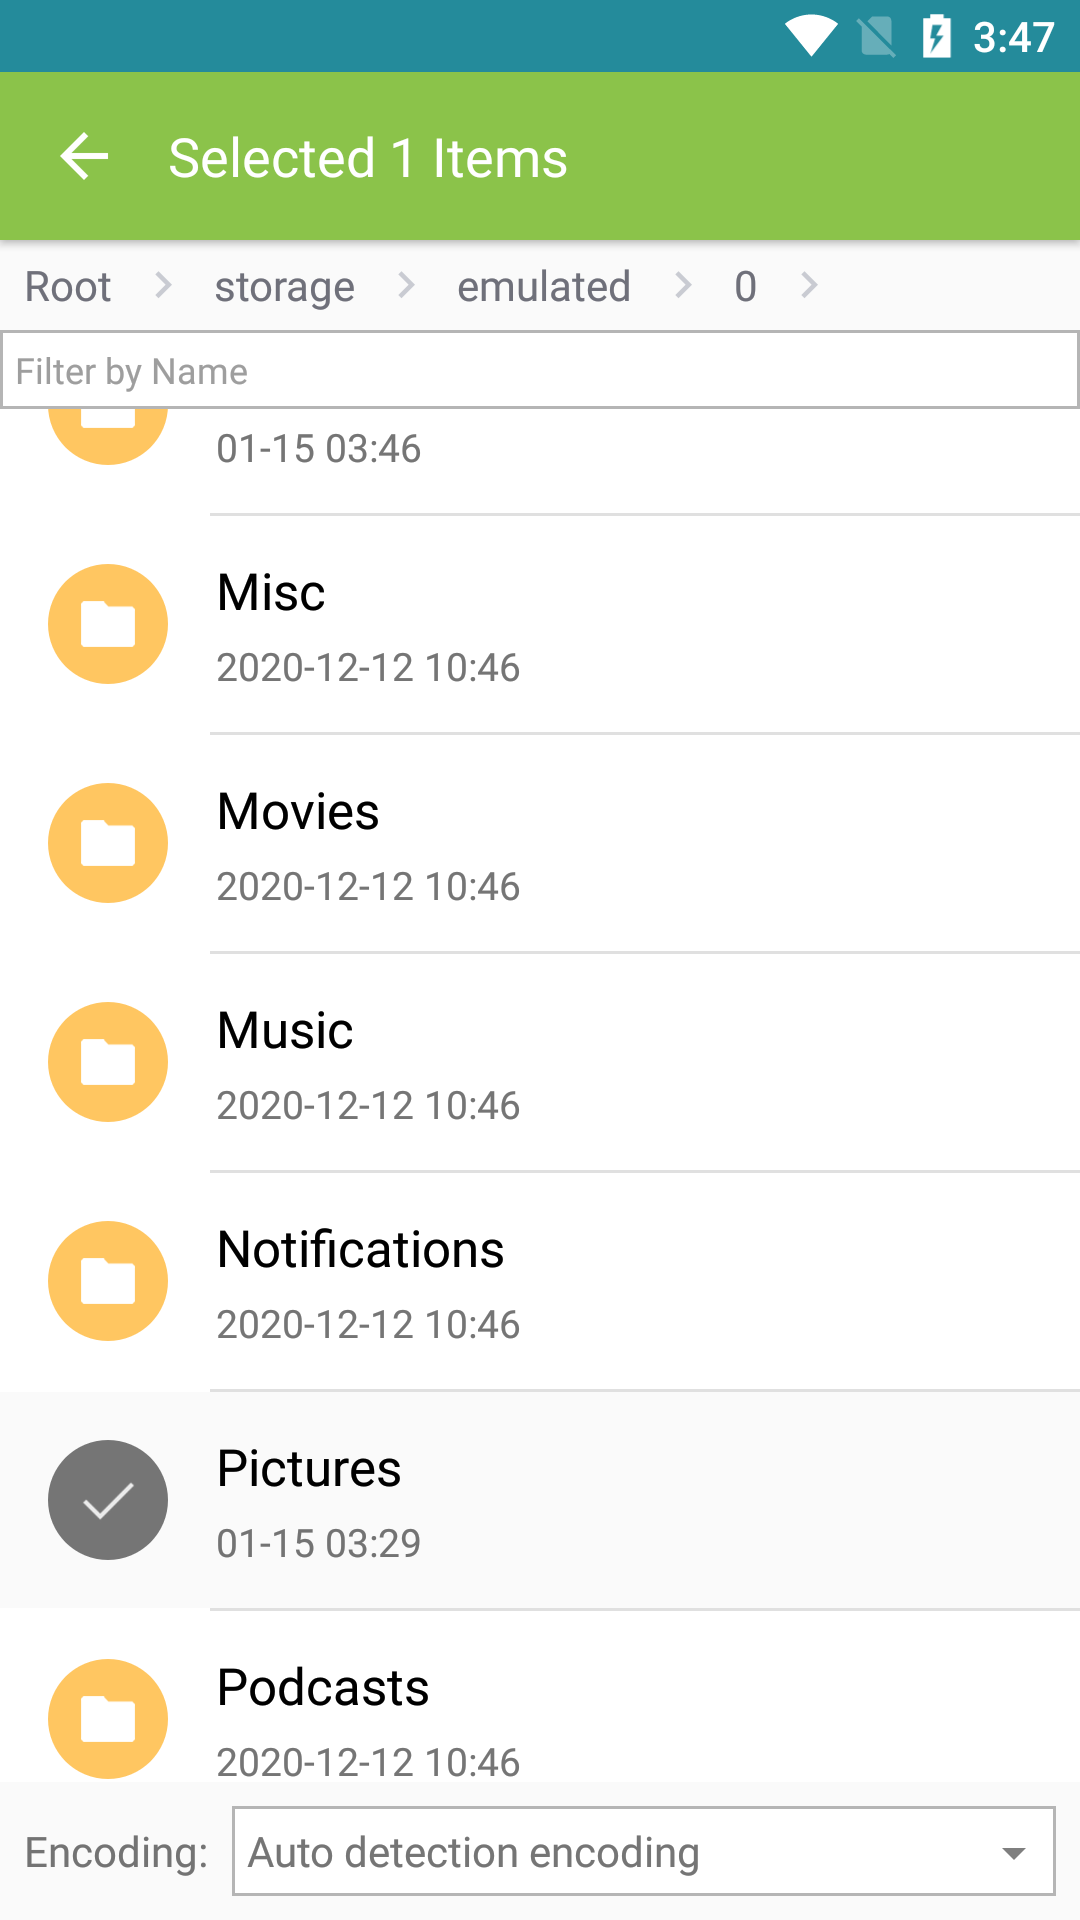 3:47
Selected 1 Items
Root storage emulated 0
Filter by Name
01-15 03:46
Misc
2020-12-12 10:46
Movies
2020-12-12 10:46
Music
2020-12-12 10:46
Notifications
2020-12-12 10:46
Pictures
01-15 03:29
Podcasts
2020-12-12 10:46
Encoding: Auto detection encoding